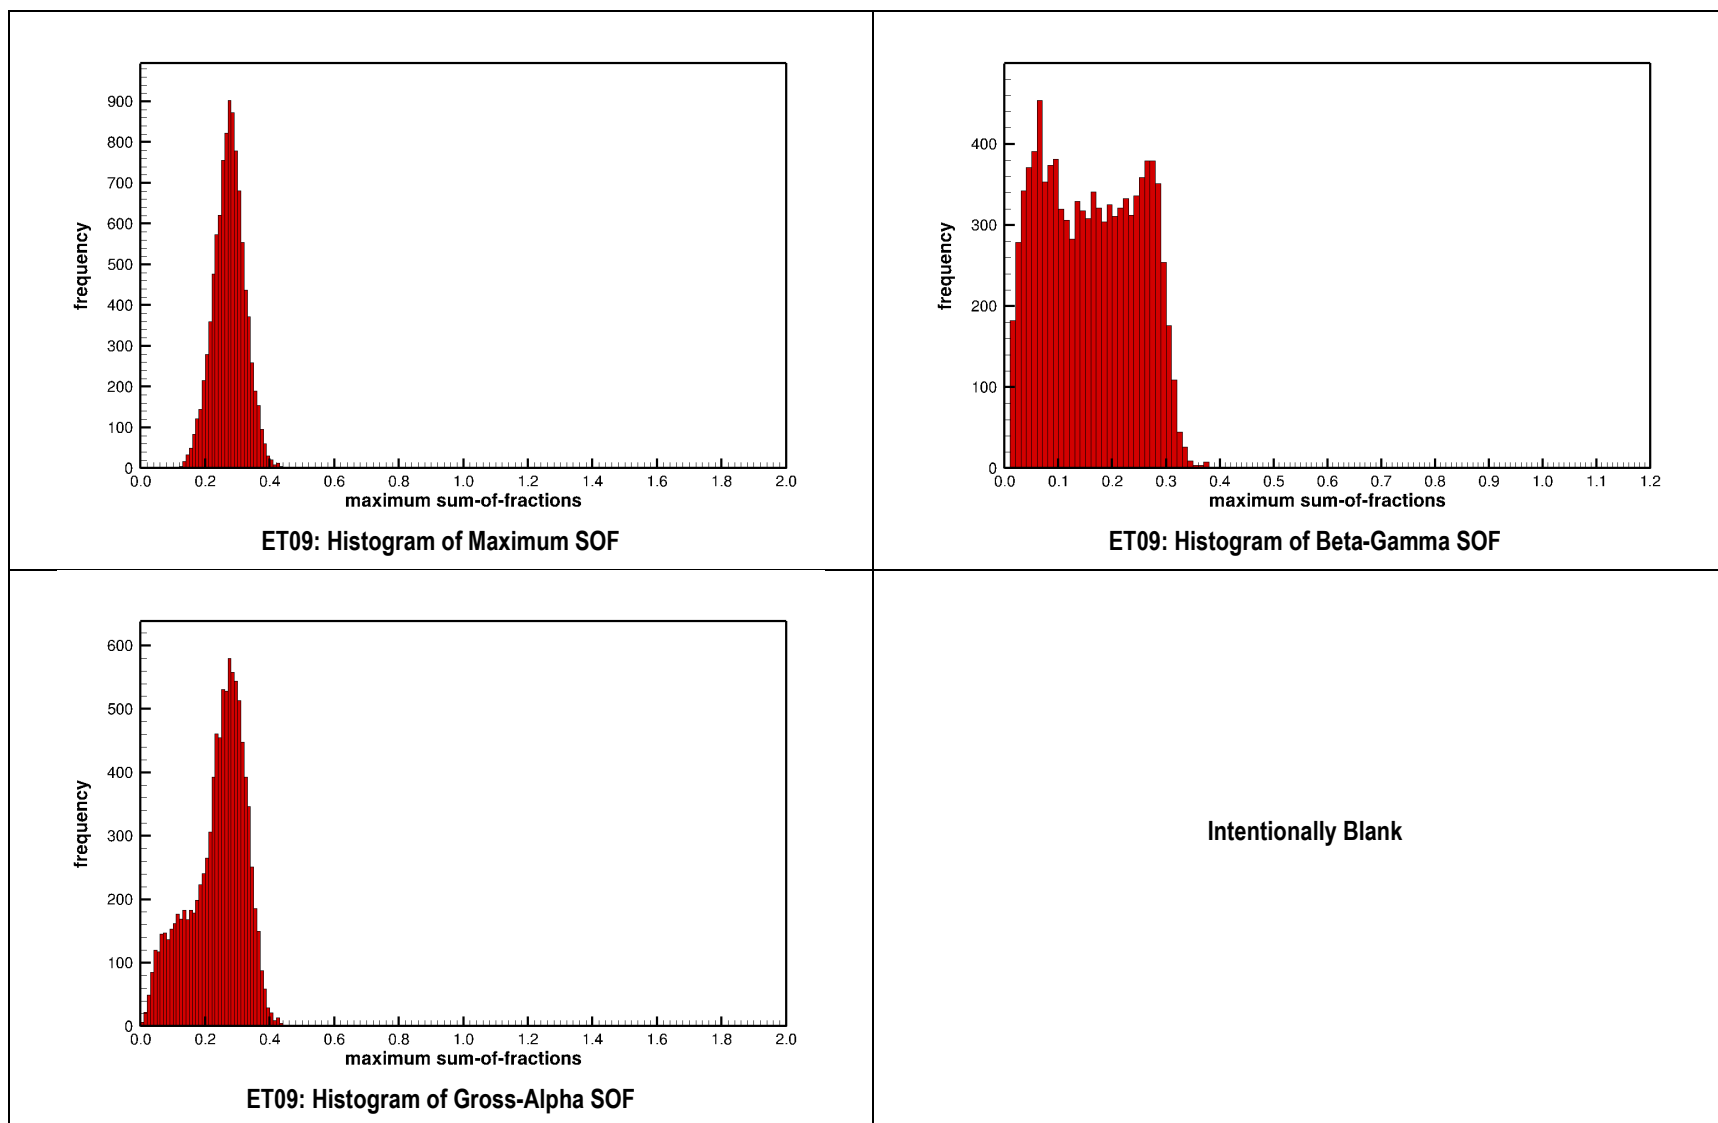 900
800
700
600
500
400
300
200
100
0
frequency
0.0 0.2 0.4 0.6 0.8 1.0 1.2 1.4 1.6 1.8 2.0
maximum sum-of-fractions
ET09: Histogram of Maximum SOF
400
300
200
100
0
frequency
0.0 0.1 0.2 0.3 0.4 0.5 0.6 0.7 0.8 0.9 1.0 1.1 1.2
maximum sum-of-fractions
ET09: Histogram of Beta-Gamma SOF
600
500
400
300
200
100
0
frequency
0.0 0.2 0.4 0.6 0.8 1.0 1.2 1.4 1.6 1.8 2.0
maximum sum-of-fractions
ET09: Histogram of Gross-Alpha SOF
Intentionally Blank